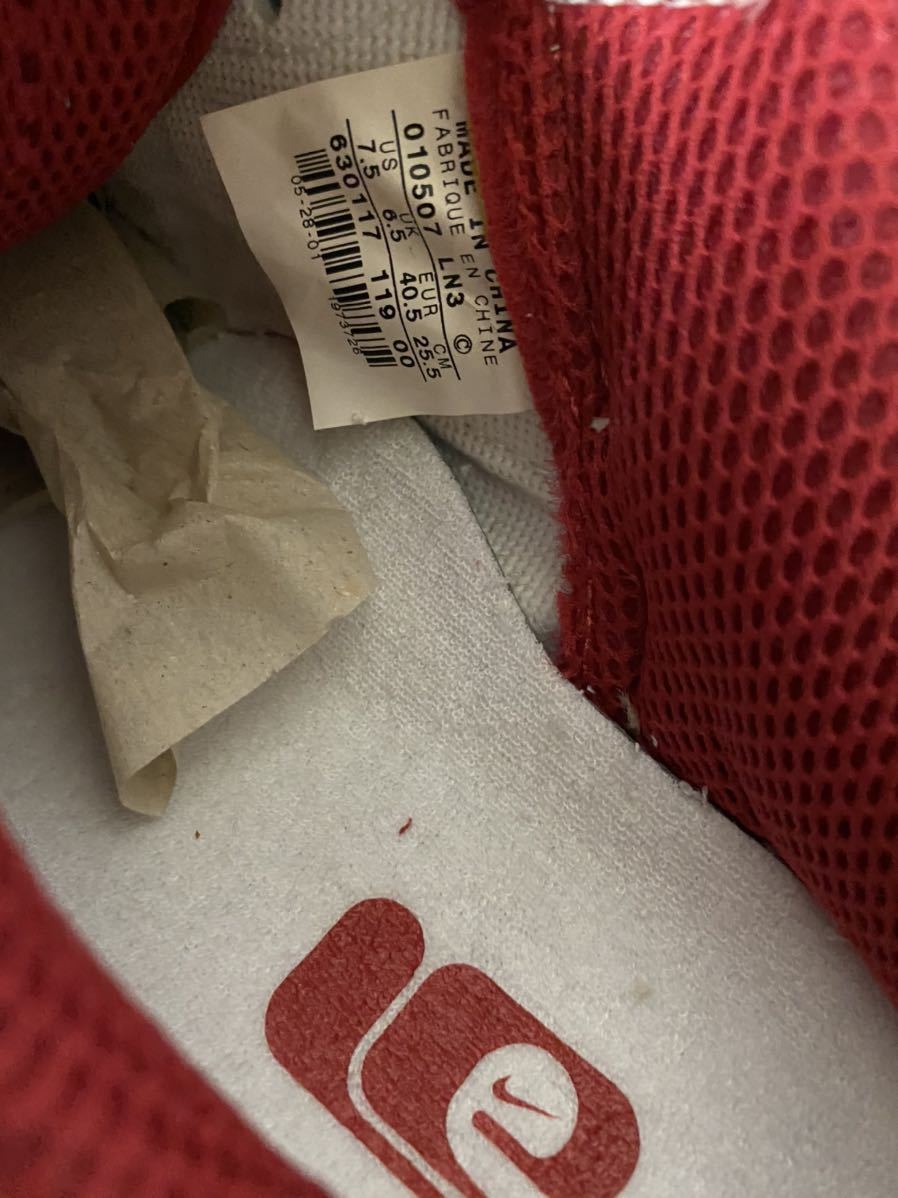 MADE IN CHINA
FABRIQUE EN CHINE
010507 LN3 ©
US UK EUR CM
7.5 6.5 40.5 25.5
630117 119 00
05-28-01 1973726